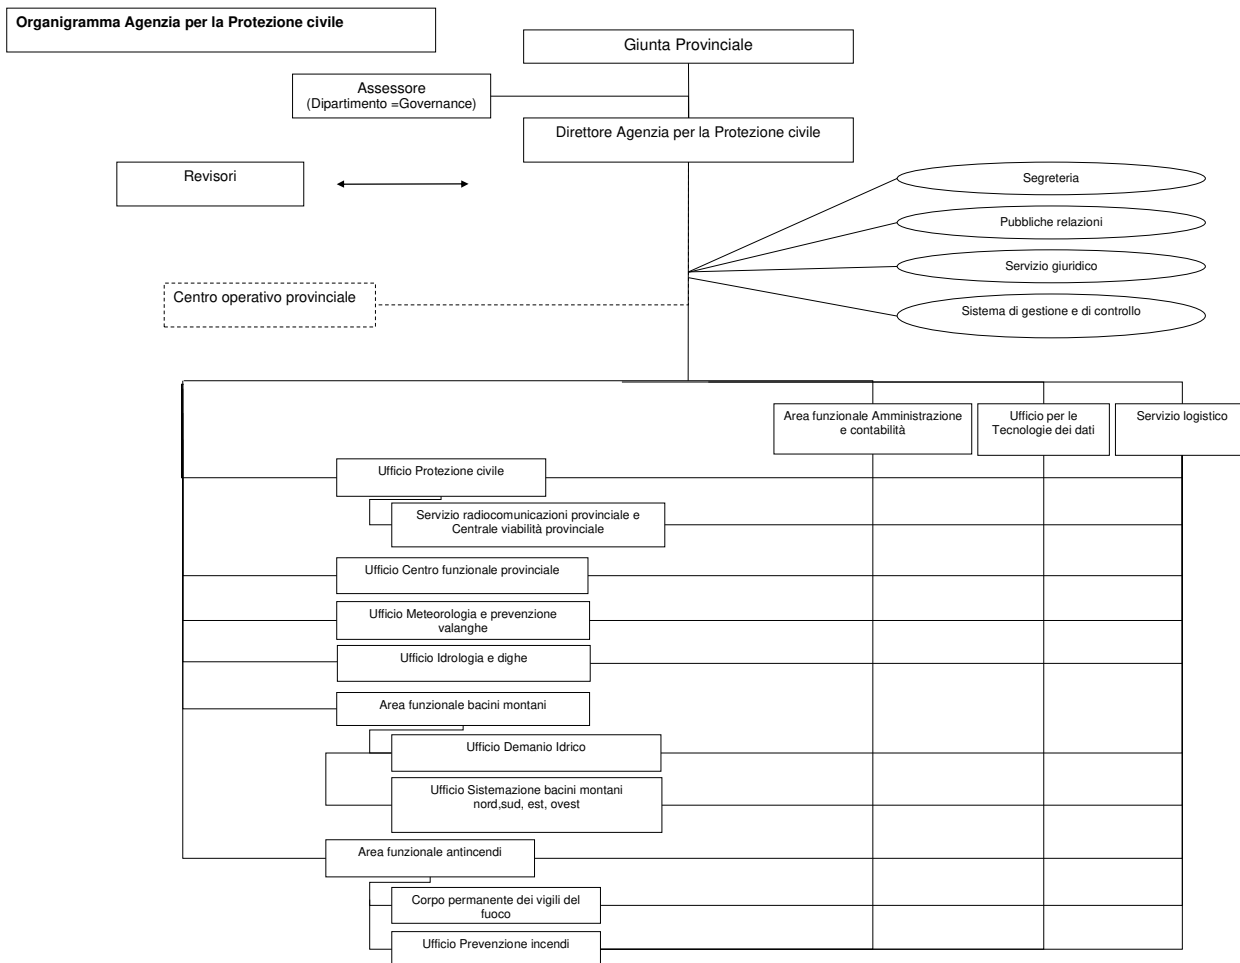 Organigramma Agenzia per la Protezione civile
Giunta Provinciale
Assessore
(Dipartimento =Governance)
Direttore Agenzia per la Protezione civile
Revisori
Segreteria
Pubbliche relazioni
Servizio giuridico
Sistema di gestione e di controllo
Centro operativo provinciale
Area funzionale Amministrazione
e contabilità
Ufficio per le
Tecnologie dei dati
Servizio logistico
Ufficio Protezione civile
Servizio radiocomunicazioni provinciale e
Centrale viabilità provinciale
Ufficio Centro funzionale provinciale
Ufficio Meteorologia e prevenzione
valanghe
Ufficio Idrologia e dighe
Area funzionale bacini montani
Ufficio Demanio Idrico
Ufficio Sistemazione bacini montani
nord,sud, est, ovest
Area funzionale antincendi
Corpo permanente dei vigili del
fuoco
Ufficio Prevenzione incendi